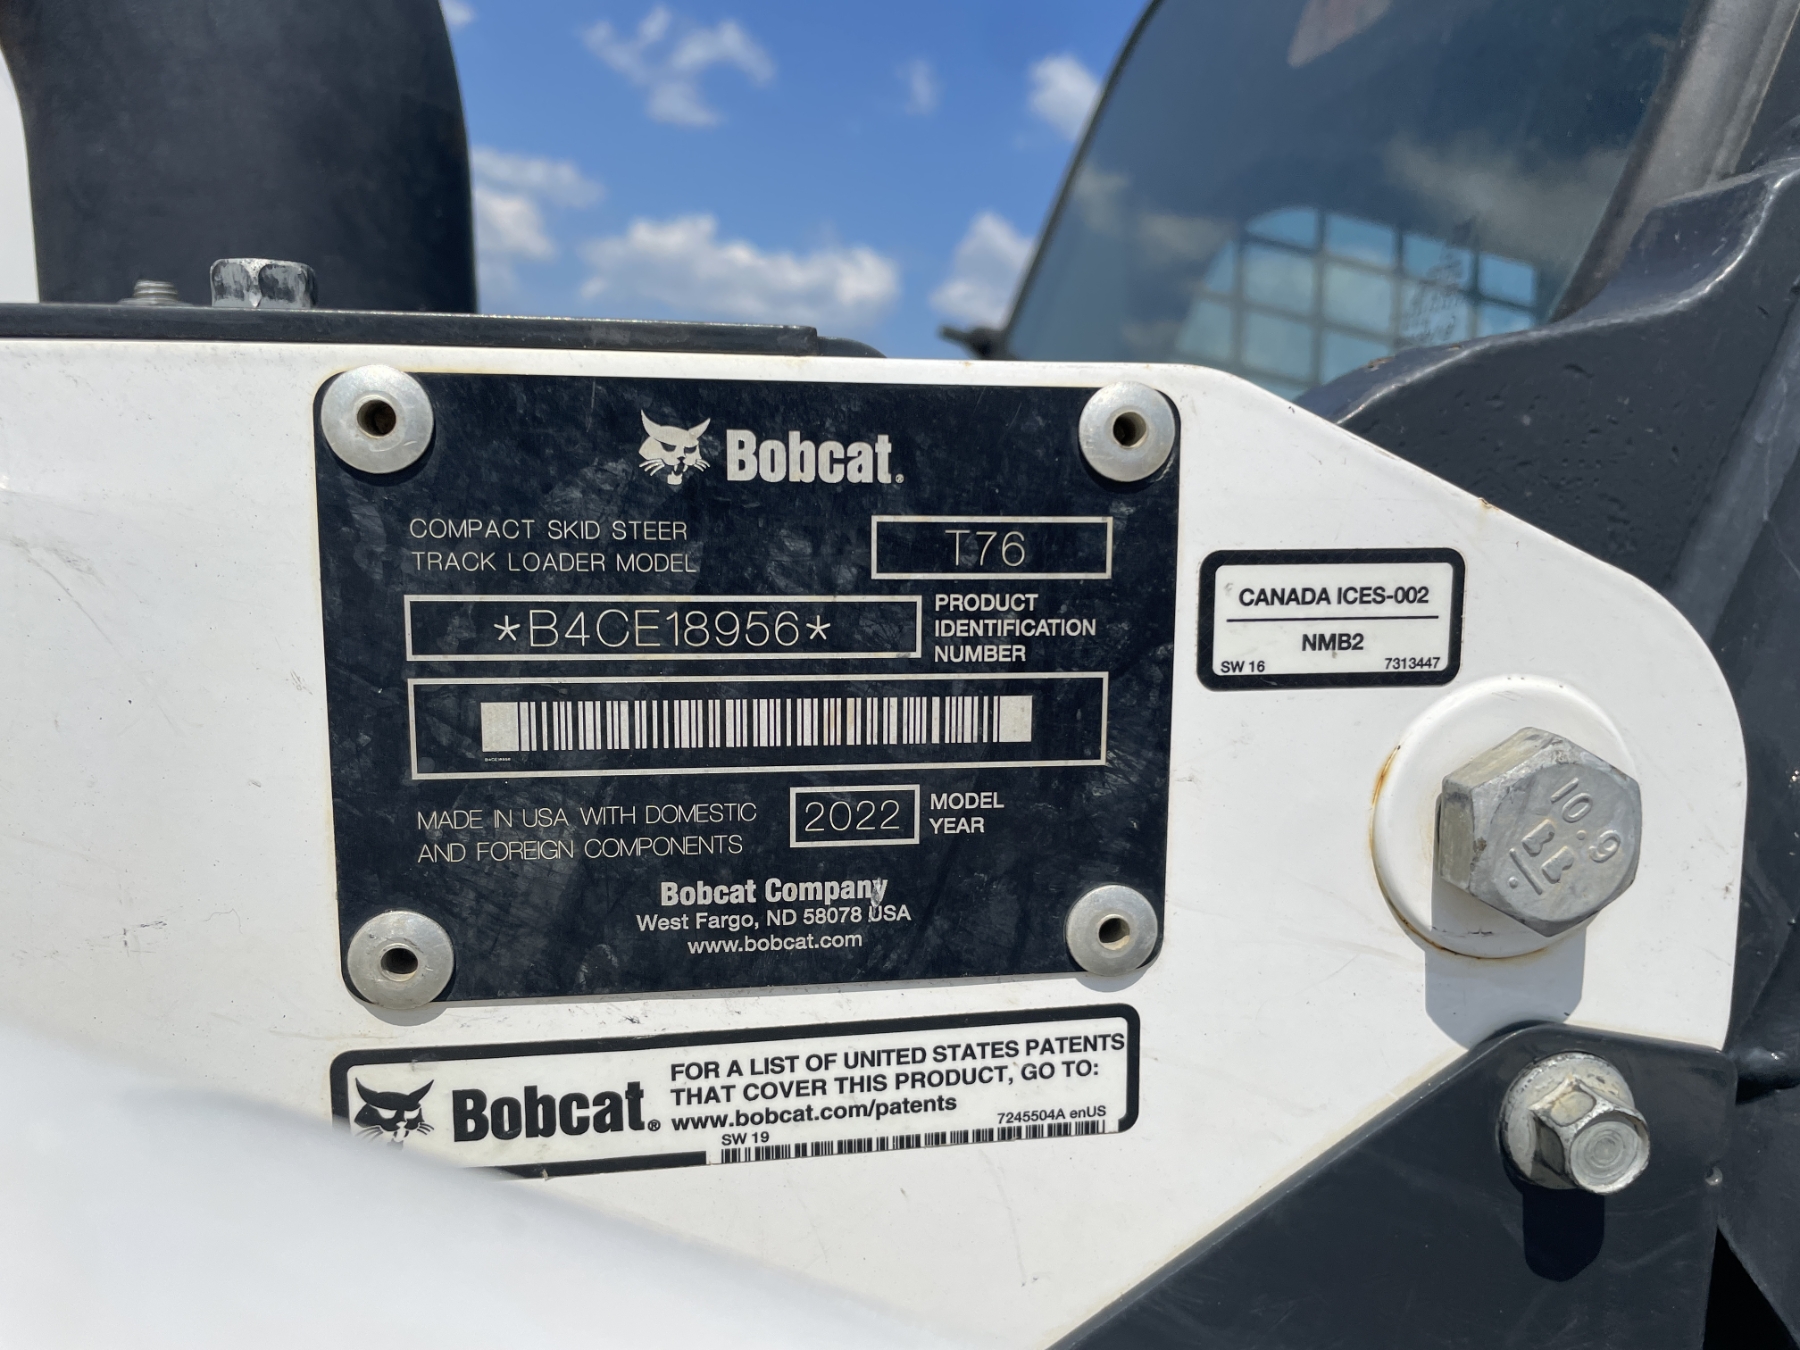 Bobcat.
COMPACT SKID STEER
TRACK LOADER MODEL
T76
*B4CE18956*
PRODUCT
IDENTIFICATION
NUMBER
MADE IN USA WITH DOMESTIC
AND FOREIGN COMPONENTS
2022
MODEL
YEAR
Bobcat Company
West Fargo, ND 58078 USA
www.bobcat.com
CANADA ICES-002
NMB2
SW 16 7313447
10.9
BB
Bobcat®
FOR A LIST OF UNITED STATES PATENTS
THAT COVER THIS PRODUCT, GO TO:
www.bobcat.com/patents
SW 19 7245504A enUS